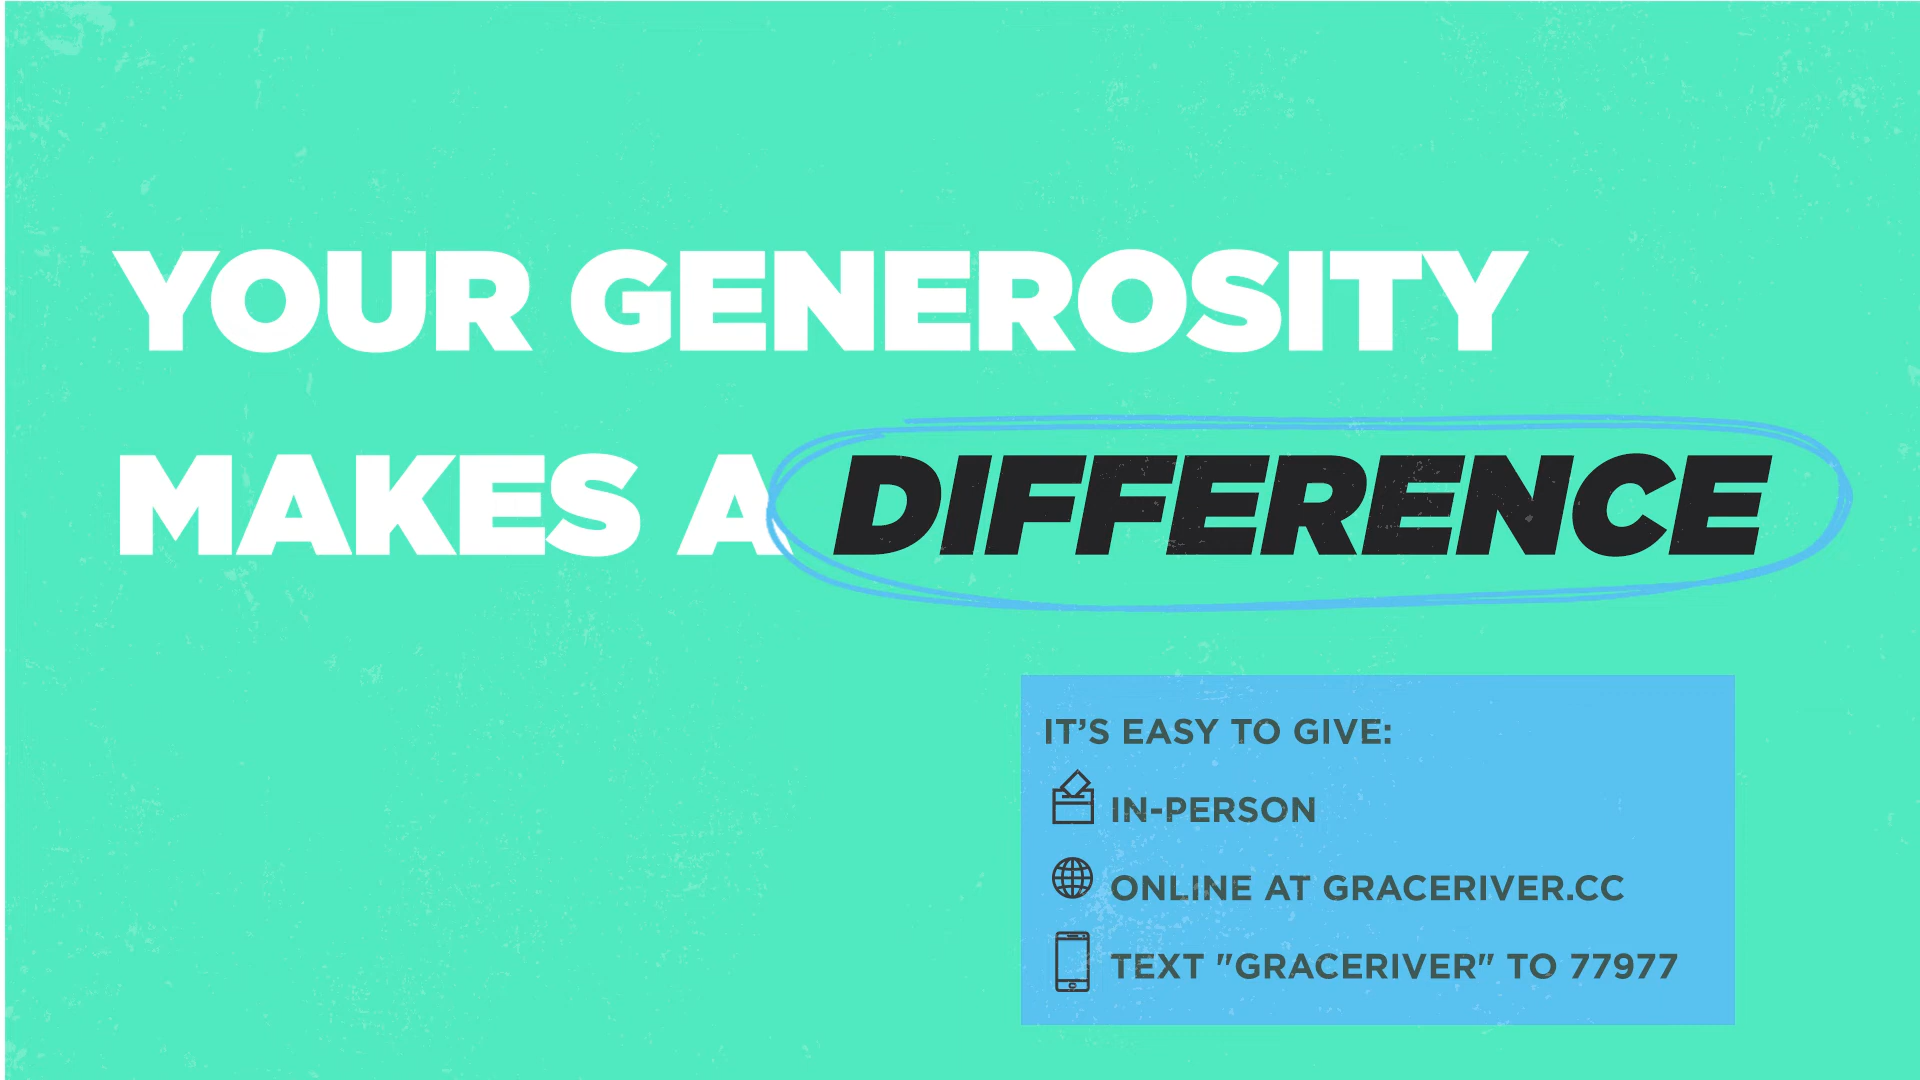 YOUR GENEROSITY
MAKES A DIFFERENCE
IT’S EASY TO GIVE:
IN-PERSON
ONLINE AT GRACERIVER.CC
TEXT "GRACERIVER" TO 77977